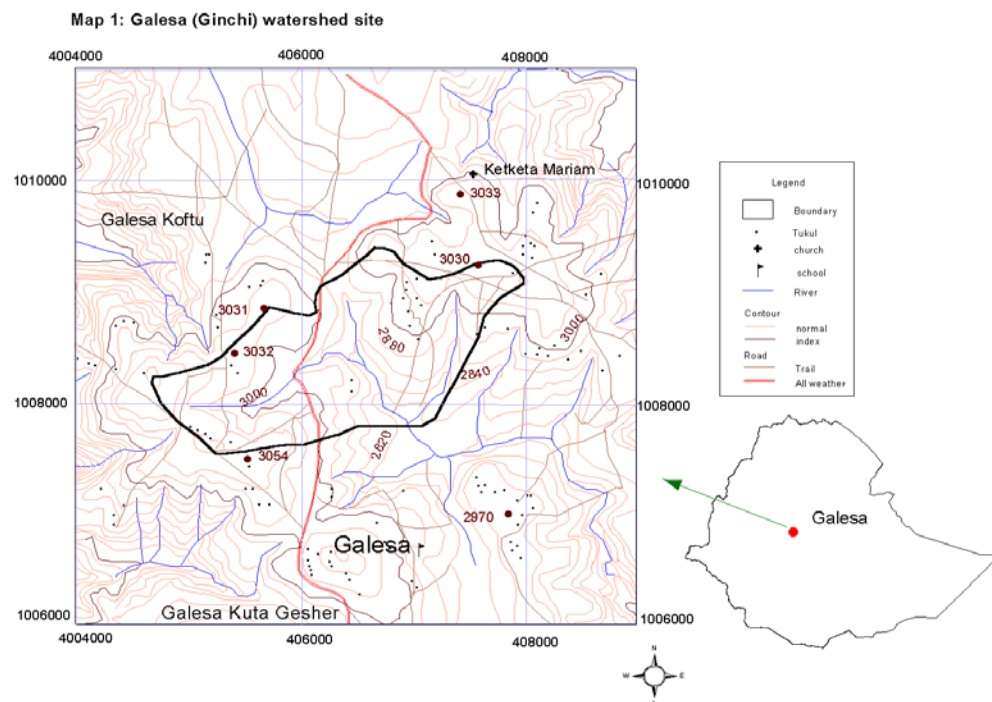 Map 1: Galesa (Ginchi) watershed site
4004000
406000
408000
Ketketa Mariam
1010000
1010000
3033
Galesa Koftu
3030
3031
3000
2880
3032
2840
3000
1008000
1008000
2820
3054
2970
Galesa
Galesa Kuta Gesher
1006000
1006000
4004000
406000
408000
Legend
Boundary
Tukul
church
school
River
Contour
normal
index
Road
Trail
All weather
Galesa
N
W
E
S